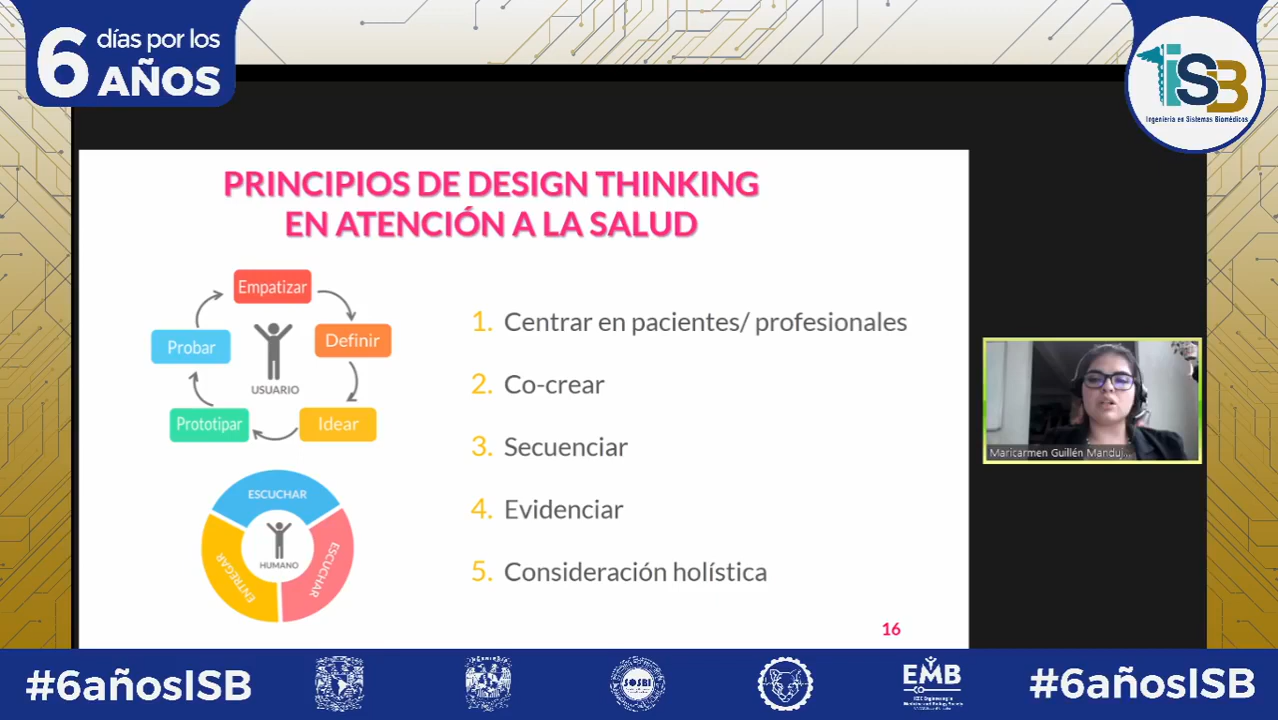 6 días por los
AÑOS
iSB
Ingeniería en Sistemas Biomédicos
PRINCIPIOS DE DESIGN THINKING
EN ATENCIÓN A LA SALUD
Empatizar
Definir
Idear
Prototipar
Probar
USUARIO
ESCUCHAR
ESCUCHAR
ENTREGAR
HUMANO
1. Centrar en pacientes/ profesionales
2. Co-crear
3. Secuenciar
4. Evidenciar
5. Consideración holística
16
Maricarmen Guillén Manduj...
#6añosISB
SOSBI
EMB
#6añosISB